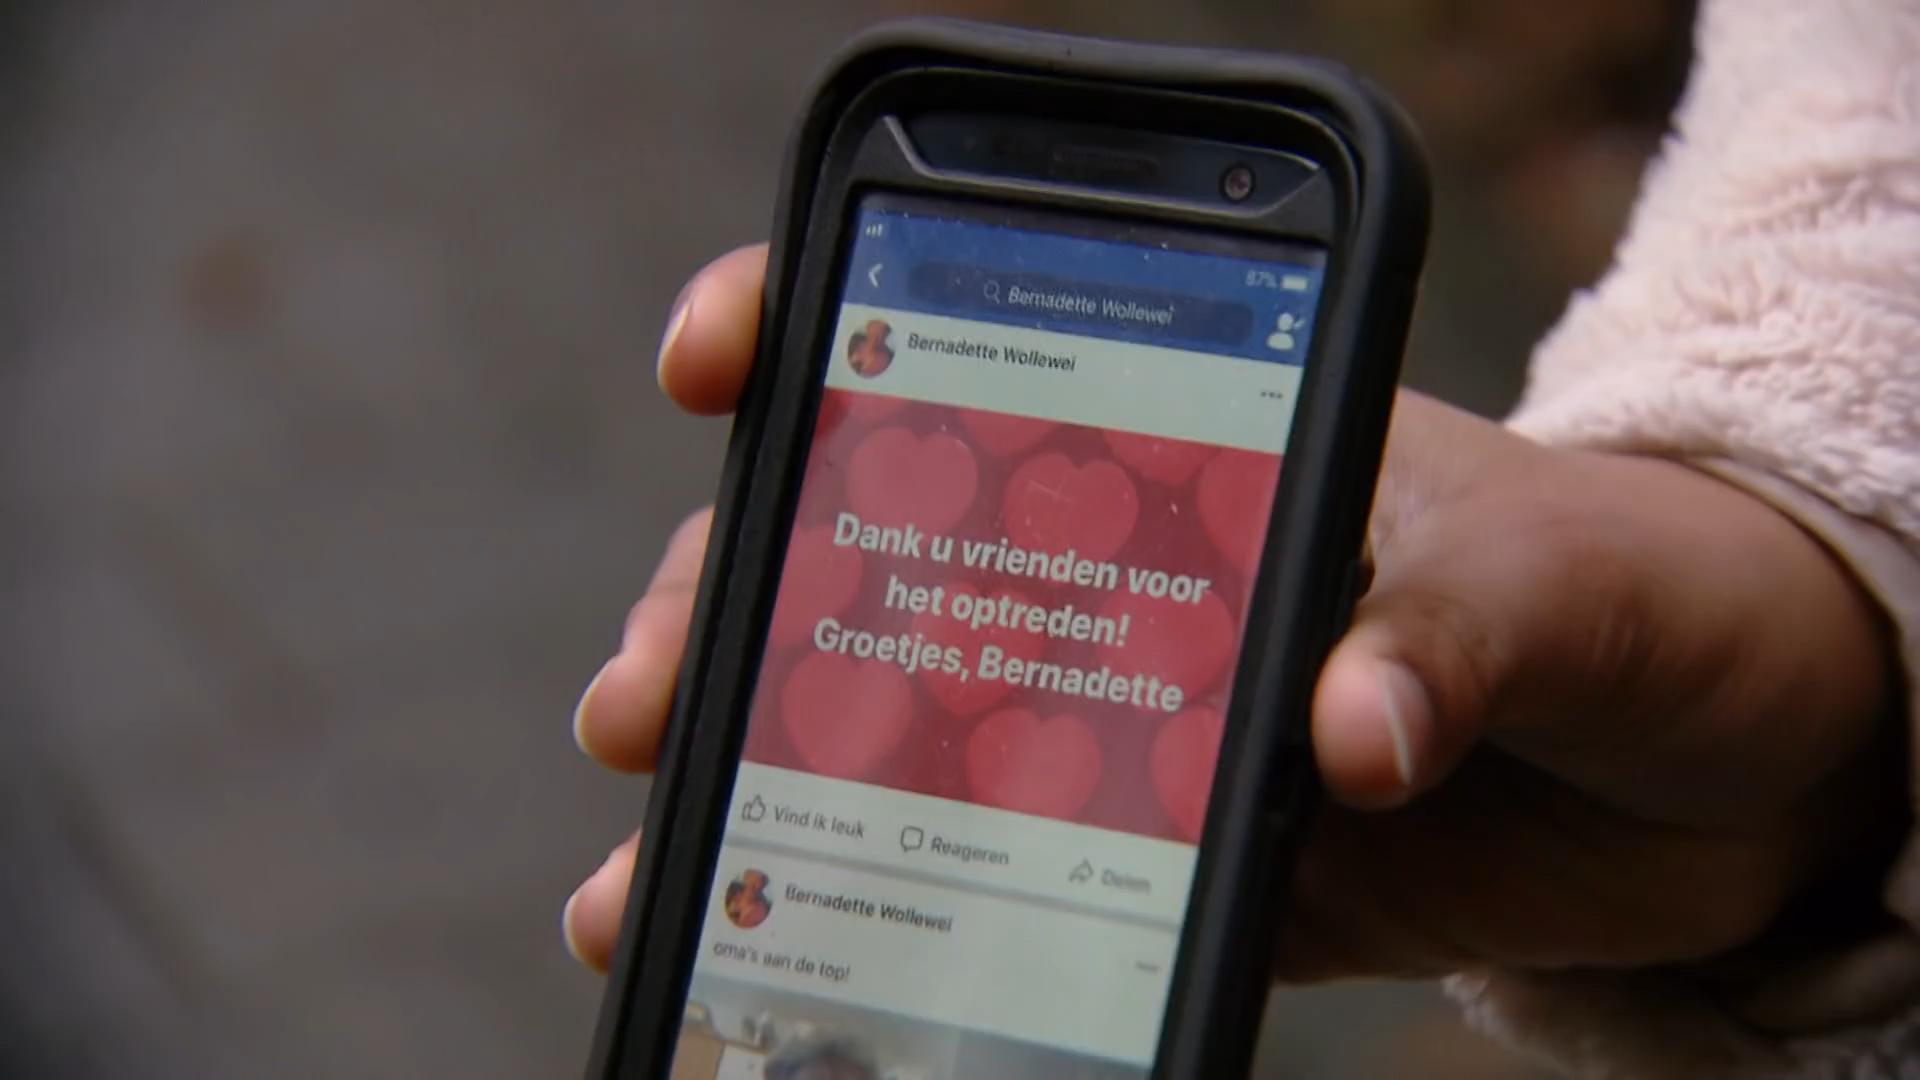 87%
Bernadette Wollewei
Bernadette Wollewei
Dank u vrienden voor
het optreden!
Groetjes, Bernadette
Vind ik leuk Reageren Delen
Bernadette Wollewei
oma's aan de top!